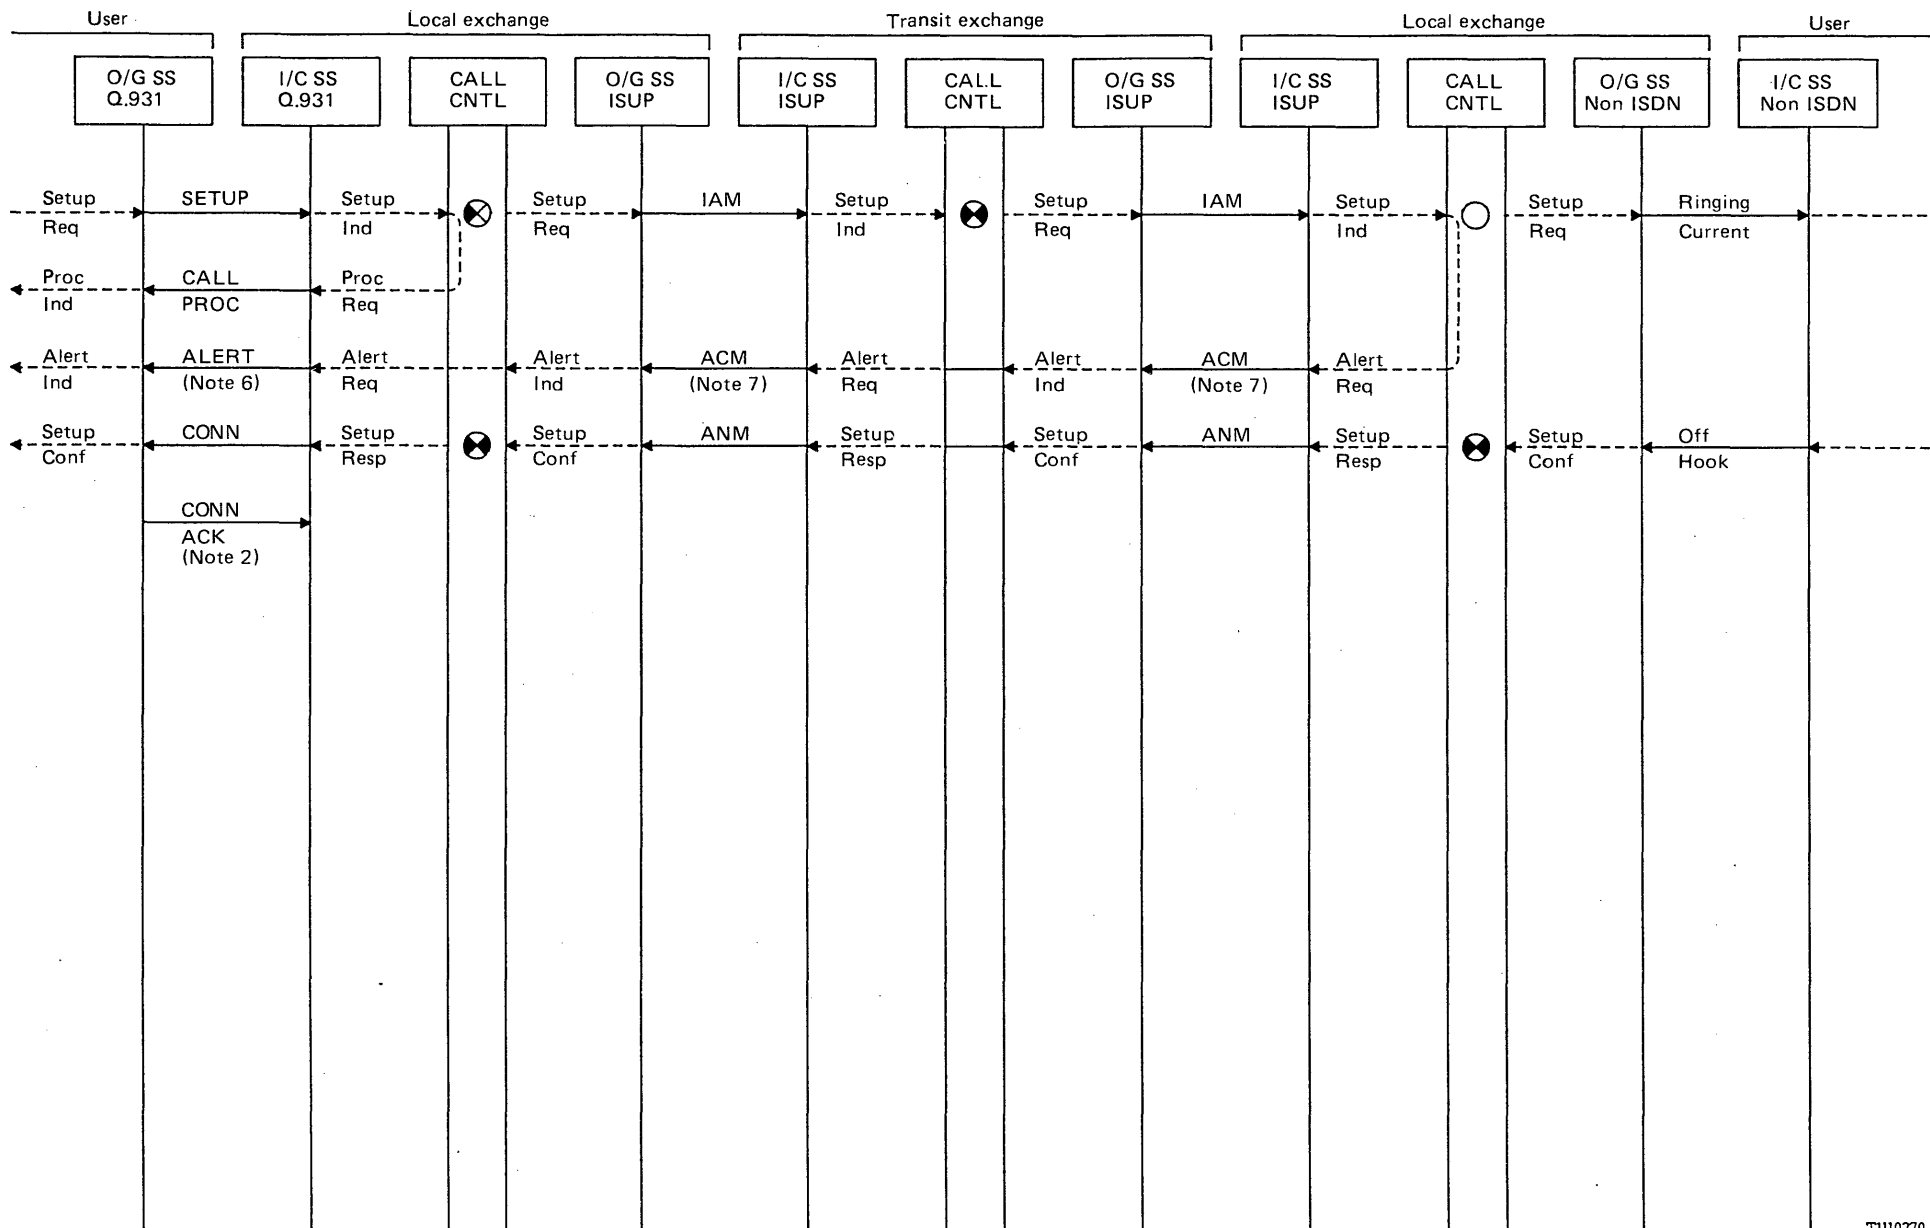 User
Local exchange
Transit exchange
Local exchange
User
O/G SS
Q.931
I/C SS
Q.931
CALL
CNTL
O/G SS
ISUP
I/C SS
ISUP
CALL
CNTL
O/G SS
ISUP
I/C SS
ISUP
CALL
CNTL
O/G SS
Non ISDN
I/C SS
Non ISDN
Setup SETUP Setup Setup IAM Setup Setup IAM Setup Setup Ringing
Req Ind Req Ind Req Ind Req Current
Proc CALL Proc
Ind PROC Req
Alert ALERT Alert Alert ACM Alert Alert ACM Alert
Ind (Note 6) Req Ind (Note 7) Req Ind (Note 7) Req
Setup CONN Setup Setup ANM Setup Setup ANM Setup Setup Off
Conf Resp Conf Resp Conf Resp Conf Hook
CONN
ACK
(Note 2)